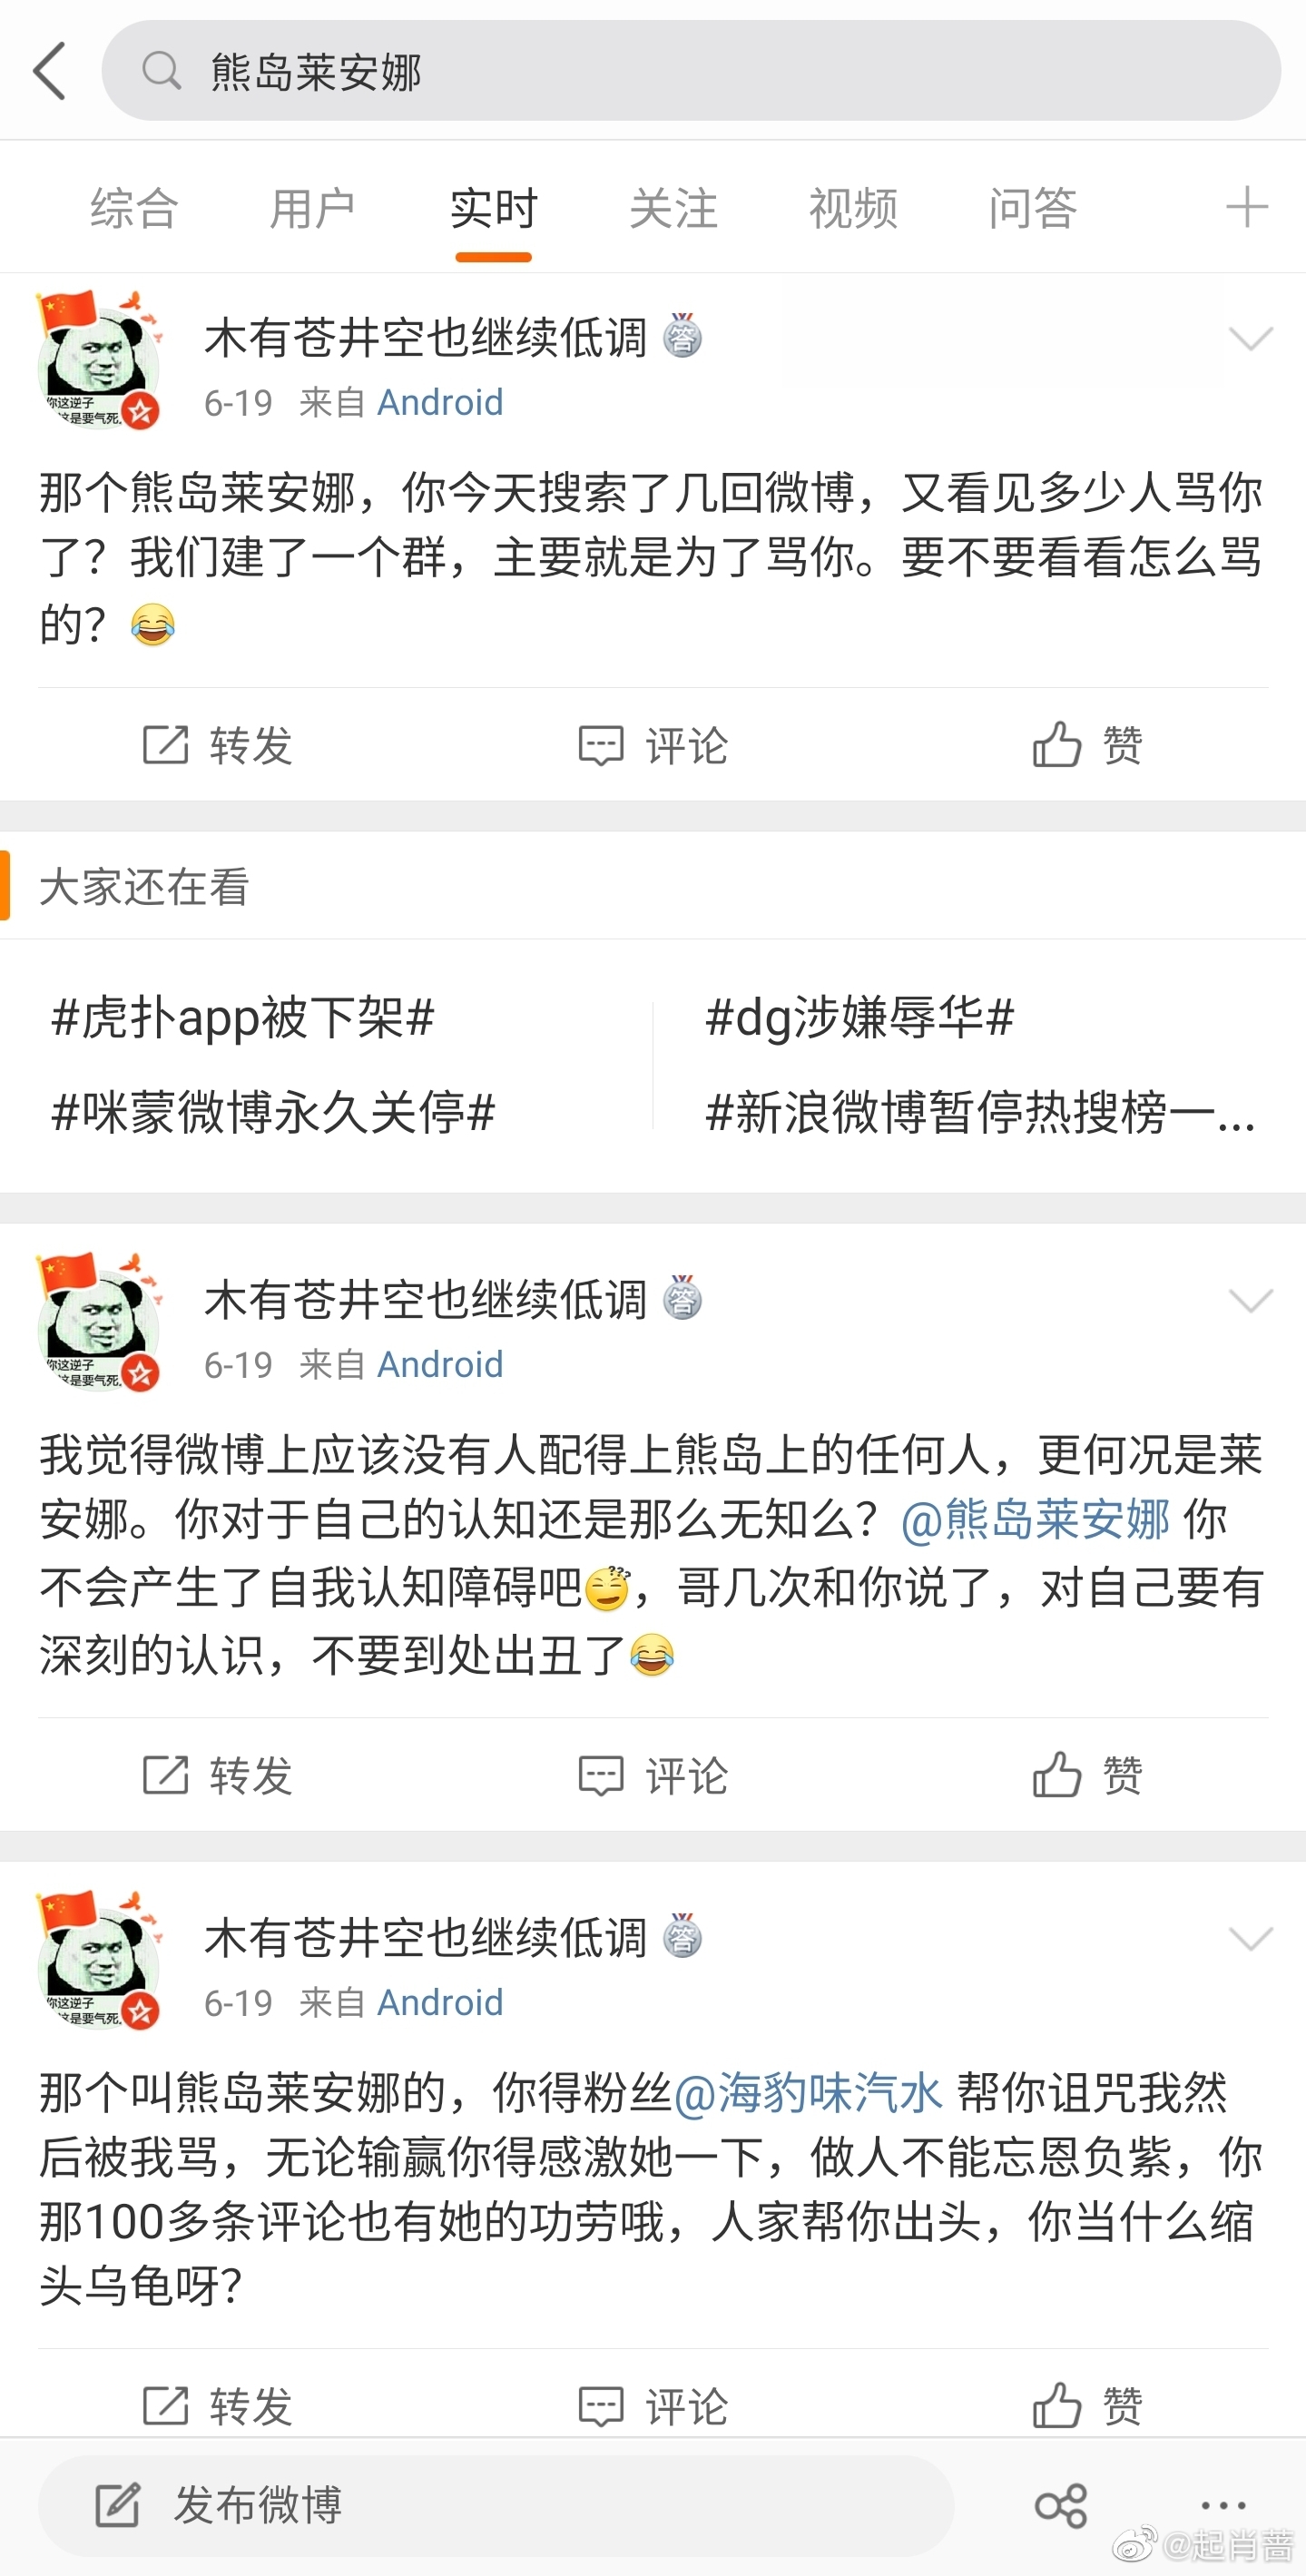 熊岛莱安娜
综合 用户 实时 关注 视频 问答
木有苍井空也继续低调 答
6-19 来自 Android
你这逆子
这是要气死
那个熊岛莱安娜，你今天搜索了几回微博，又看见多少人骂你
了？我们建了一个群，主要就是为了骂你。要不要看看怎么骂
的？😂
转发 评论 赞
大家还在看
#虎扑app被下架# #dg涉嫌辱华#
#咪蒙微博永久关停# #新浪微博暂停热搜榜一...
木有苍井空也继续低调 答
6-19 来自 Android
你这逆子
这是要气死
我觉得微博上应该没有人配得上熊岛上的任何人，更何况是莱
安娜。你对于自己的认知还是那么无知么？@熊岛莱安娜 你
不会产生了自我认知障碍吧???，哥几次和你说了，对自己要有
深刻的认识，不要到处出丑了😂
转发 评论 赞
木有苍井空也继续低调 答
6-19 来自 Android
你这逆子
这是要气死
那个叫熊岛莱安娜的，你得粉丝@海豹味汽水 帮你诅咒我然
后被我骂，无论输赢你得感激她一下，做人不能忘恩负紫，你
那100多条评论也有她的功劳哦，人家帮你出头，你当什么缩
头乌龟呀？
转发 评论 赞
发布微博
@起肖蔷